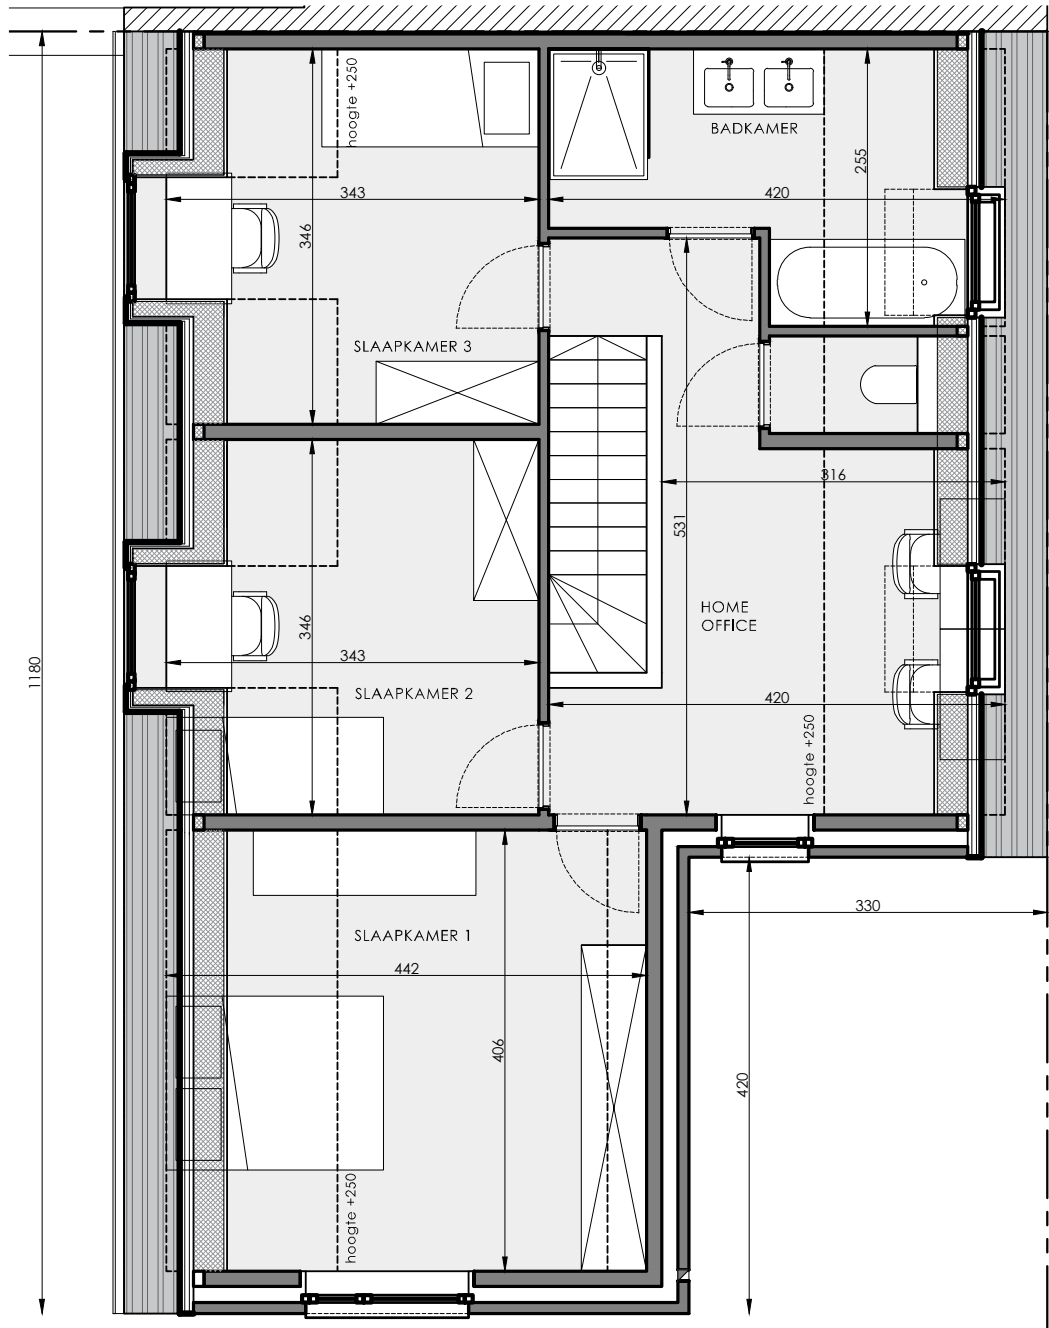 hoogte +250
BADKAMER
255
343
420
346
SLAAPKAMER 3
316
531
HOME
OFFICE
346
343
1180
SLAAPKAMER 2
420
hoogte +250
330
SLAAPKAMER 1
442
406
420
hoogte +250